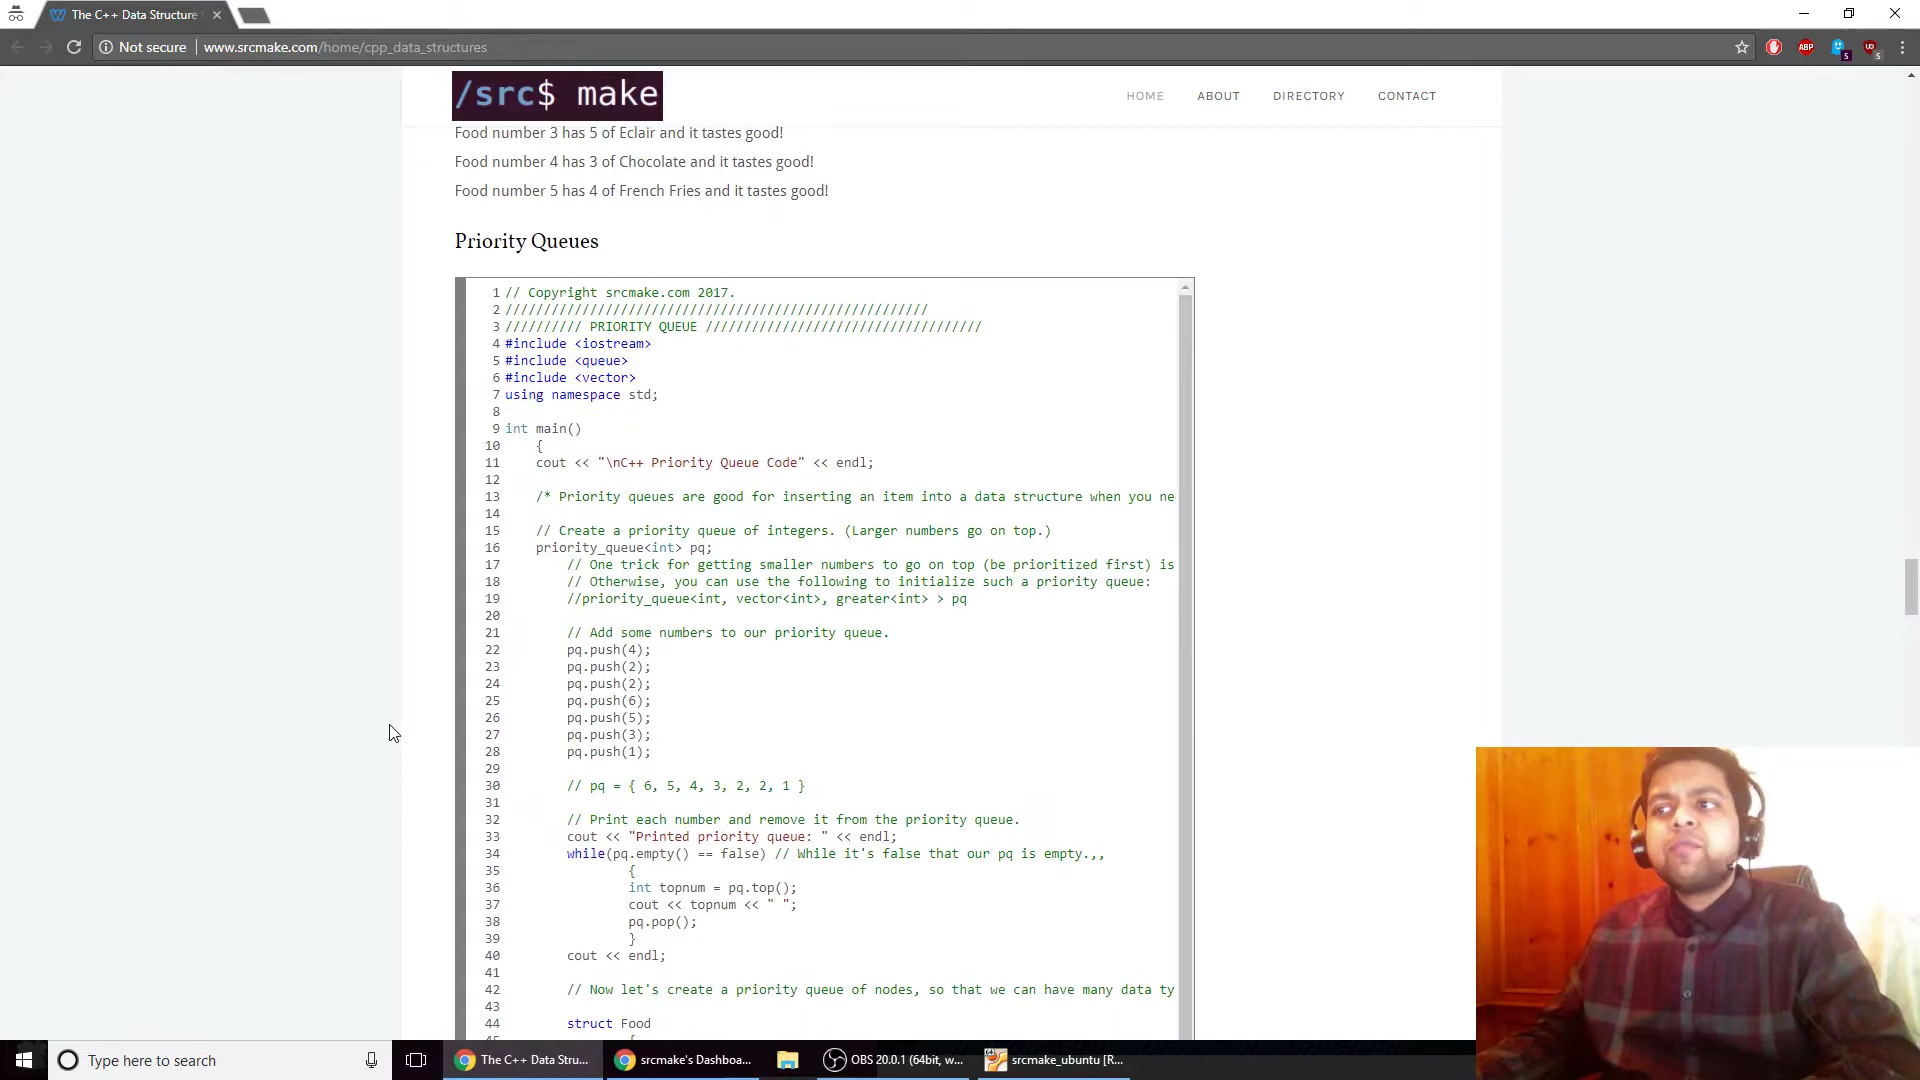 The C++ Data Structure
Not secure
www.srcmake.com/home/cpp_data_structures
ABP
5
UO
5
/src$ make
HOME
ABOUT
DIRECTORY
CONTACT
Food number 3 has 5 of Eclair and it tastes good!
Food number 4 has 3 of Chocolate and it tastes good!
Food number 5 has 4 of French Fries and it tastes good!
Priority Queues
1 // Copyright srcmake.com 2017.
2 ///////////////////////////////////////////////////////
3 ////////// PRIORITY QUEUE ////////////////////////////////////
4 #include <iostream>
5 #include <queue>
6 #include <vector>
7 using namespace std;
8
9 int main()
10 {
11 cout << "\nC++ Priority Queue Code" << endl;
12
13 /* Priority queues are good for inserting an item into a data structure when you ne
14
15 // Create a priority queue of integers. (Larger numbers go on top.)
16 priority_queue<int> pq;
17 // One trick for getting smaller numbers to go on top (be prioritized first) is
18 // Otherwise, you can use the following to initialize such a priority queue:
19 //priority_queue<int, vector<int>, greater<int> > pq
20
21 // Add some numbers to our priority queue.
22 pq.push(4);
23 pq.push(2);
24 pq.push(2);
25 pq.push(6);
26 pq.push(5);
27 pq.push(3);
28 pq.push(1);
29
30 // pq = { 6, 5, 4, 3, 2, 2, 1 }
31
32 // Print each number and remove it from the priority queue.
33 cout << "Printed priority queue: " << endl;
34 while(pq.empty() == false) // While it's false that our pq is empty.,,
35 {
36 int topnum = pq.top();
37 cout << topnum << " ";
38 pq.pop();
39 }
40 cout << endl;
41
42 // Now let's create a priority queue of nodes, so that we can have many data ty
43
44 struct Food
Type here to search
The C++ Data Stru...
srcmake's Dashboa...
OBS 20.0.1 (64bit, w...
srcmake_ubuntu [R...